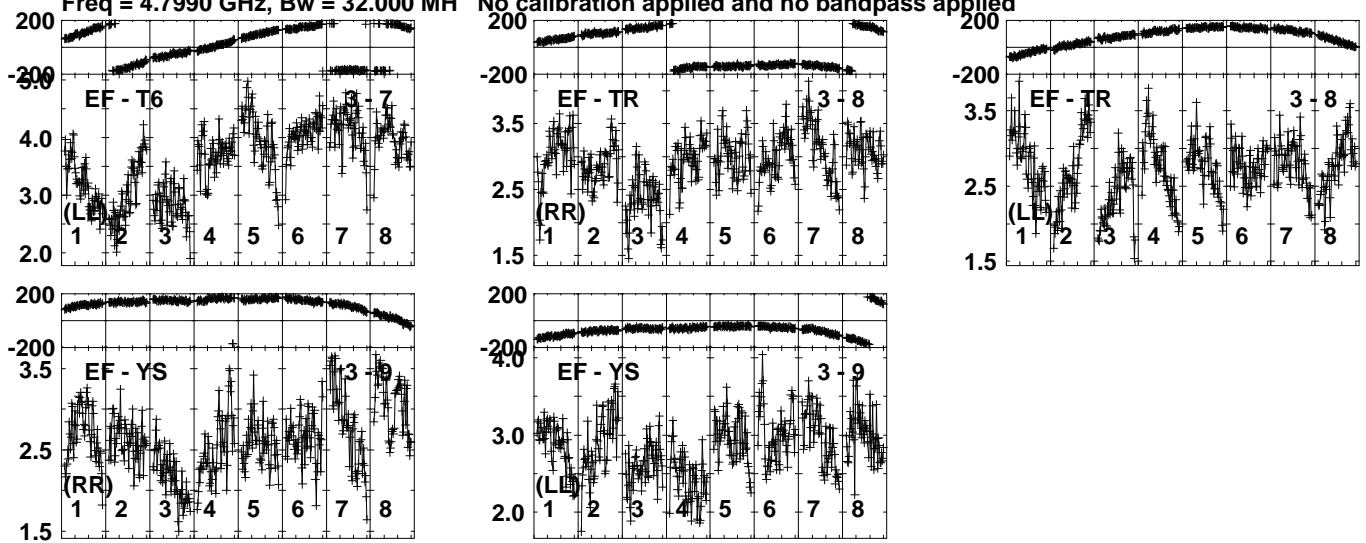 Freq = 4.7990 GHz, Bw = 32.000 MH No calibration applied and no bandpass applied
200
-200
5.0
4.0
3.0
2.0
EF - T6
3 - 7
(LL)
1 2 3 4 5 6 7 8
200
-200
3.5
2.5
1.5
EF - TR
3 - 8
(RR)
1 2 3 4 5 6 7 8
200
-200
3.5
2.5
1.5
EF - TR
3 - 8
(LL)
1 2 3 4 5 6 7 8
200
-200
3.5
2.5
1.5
EF - YS
3 - 9
(RR)
1 2 3 4 5 6 7 8
200
-200
4.0
3.0
2.0
EF - YS
3 - 9
(LL)
1 2 3 4 5 6 7 8